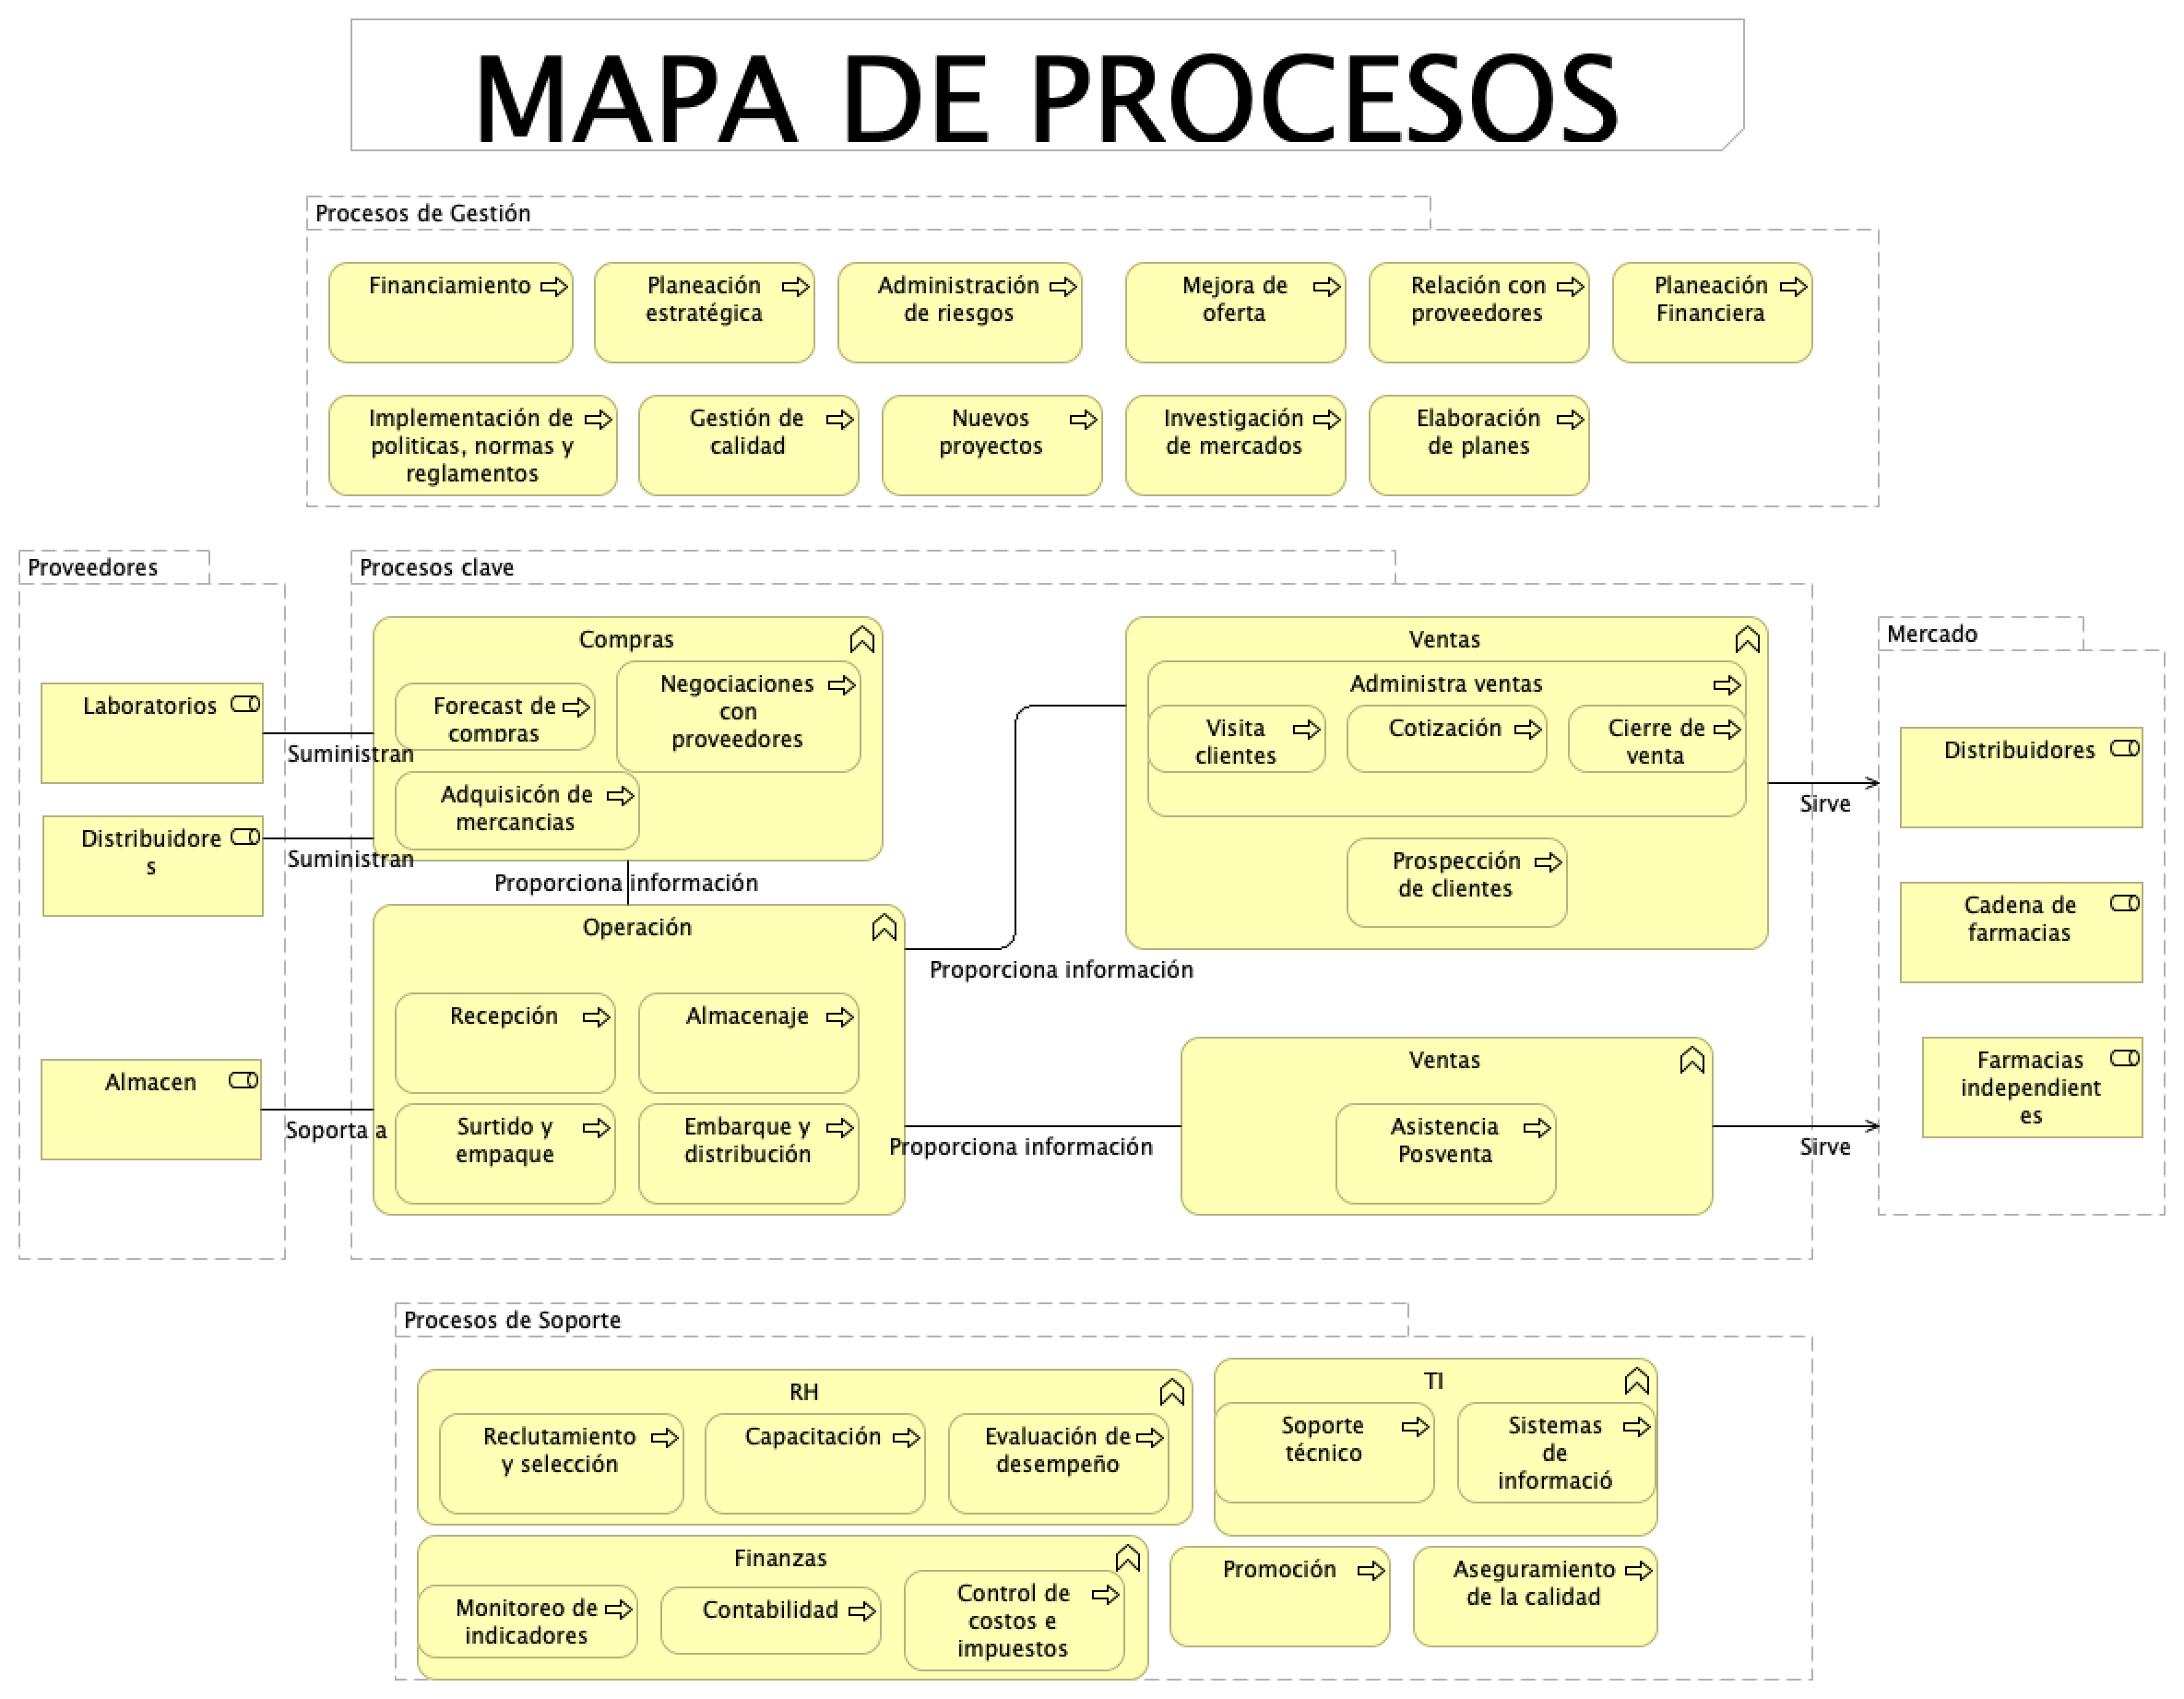 MAPA DE PROCESOS
Procesos de Gestión
Financiamiento
Planeación
estratégica
Administración
de riesgos
Mejora de
oferta
Relación con
proveedores
Planeación
Financiera
Implementación de
politicas, normas y
reglamentos
Gestión de
calidad
Nuevos
proyectos
Investigación
de mercados
Elaboración
de planes
Proveedores
Laboratorios
Distribuidore
s
Almacen
Suministran
Suministran
Soporta a
Procesos clave
Compras
Forecast de
compras
Negociaciones
con
proveedores
Adquisicón de
mercancias
Proporciona información
Operación
Recepción
Almacenaje
Surtido y
empaque
Embarque y
distribución
Proporciona información
Proporciona información
Ventas
Administra ventas
Visita
clientes
Cotización
Cierre de
venta
Prospección
de clientes
Ventas
Asistencia
Posventa
Sirve
Sirve
Mercado
Distribuidores
Cadena de
farmacias
Farmacias
independient
es
Procesos de Soporte
RH
Reclutamiento
y selección
Capacitación
Evaluación de
desempeño
TI
Soporte
técnico
Sistemas
de
informació
Finanzas
Monitoreo de
indicadores
Contabilidad
Control de
costos e
impuestos
Promoción
Aseguramiento
de la calidad